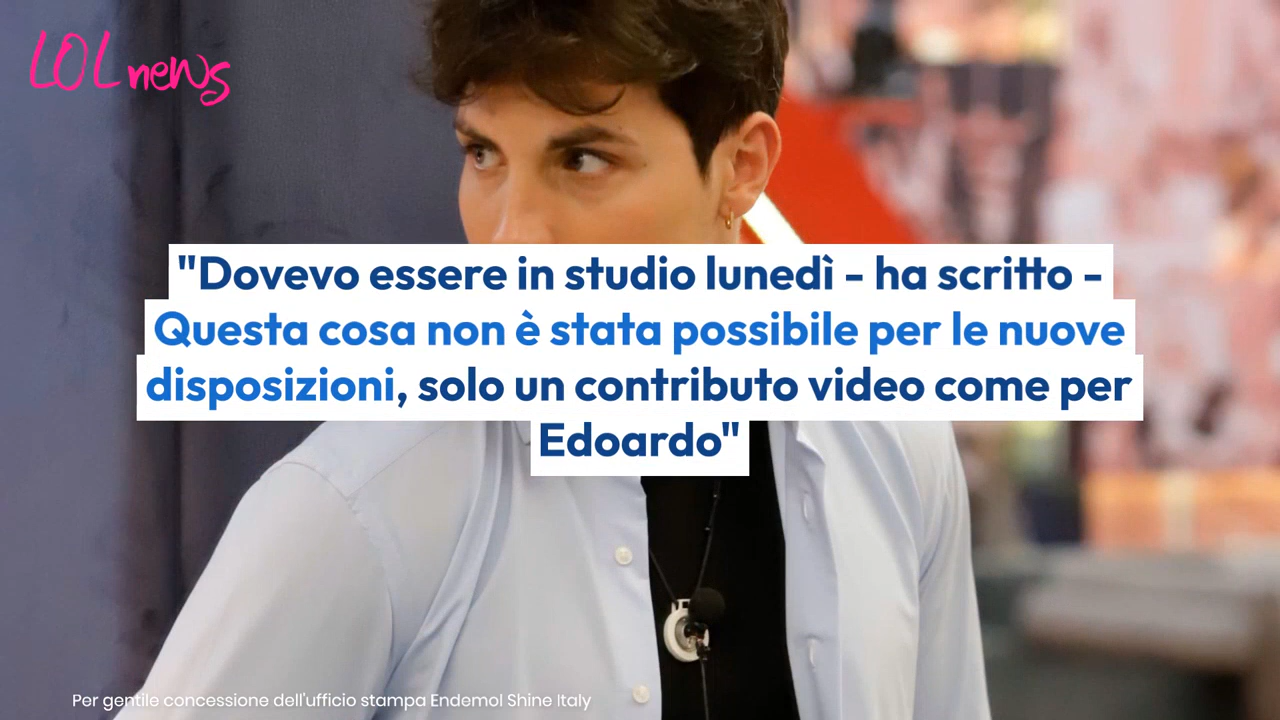 LOL news
"Dovevo essere in studio lunedì - ha scritto -
Questa cosa non è stata possibile per le nuove
disposizioni, solo un contributo video come per
Edoardo"
Per gentile concessione dell'ufficio stampa Endemol Shine Italy